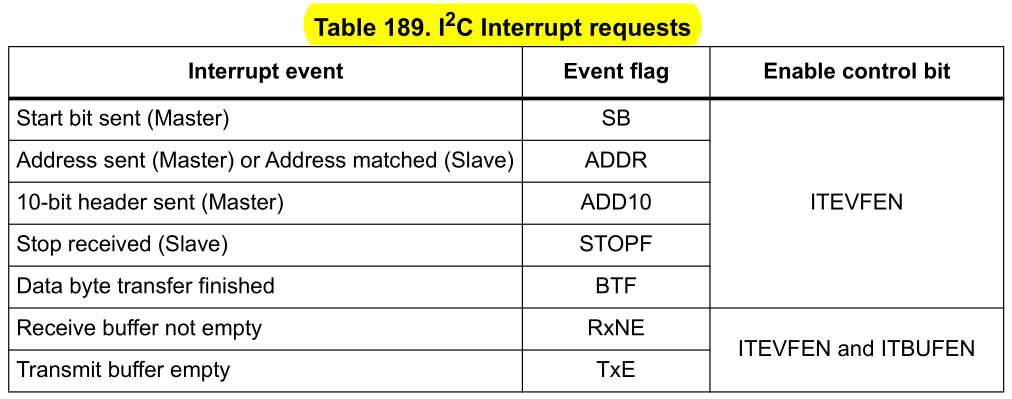 Table 189. I²C Interrupt requests
Interrupt event Event flag Enable control bit
Start bit sent (Master) SB
Address sent (Master) or Address matched (Slave) ADDR
10-bit header sent (Master) ADD10 ITEVFEN
Stop received (Slave) STOPF
Data byte transfer finished BTF
Receive buffer not empty RxNE
ITEVFEN and ITBUFEN
Transmit buffer empty TxE